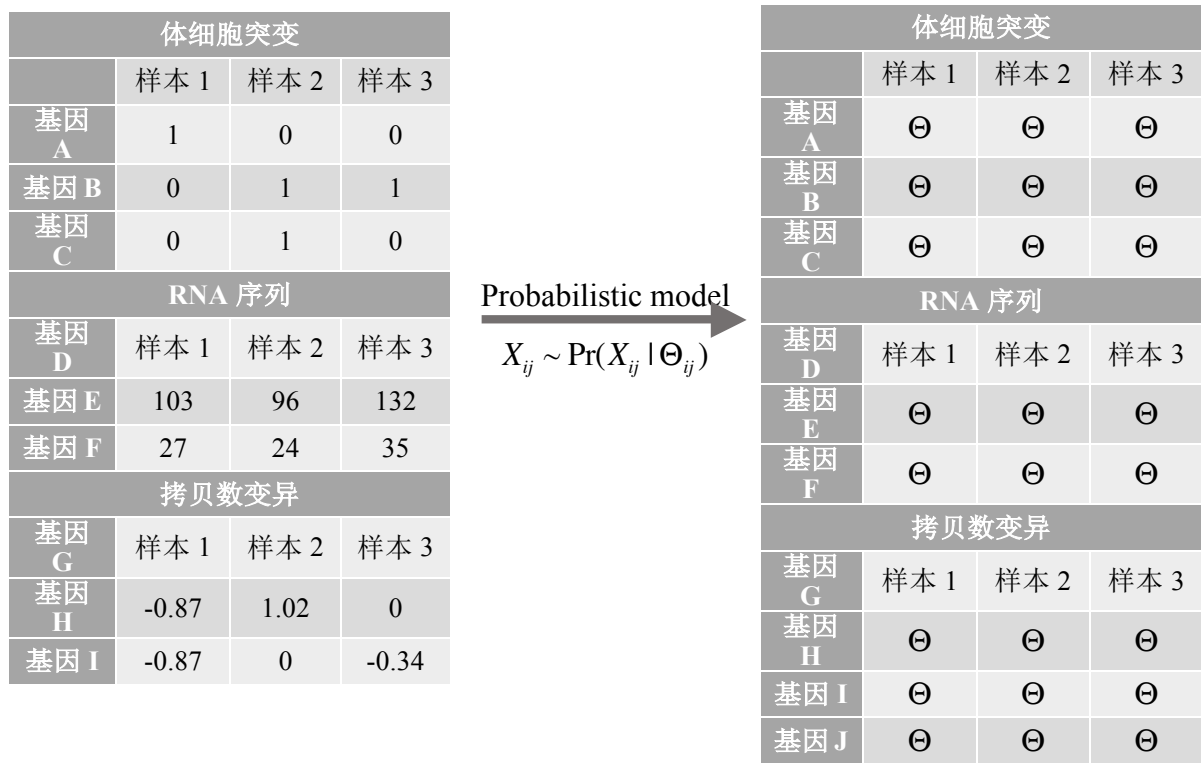 体细胞突变
样本 1 样本 2 样本 3
基因
A
1 0 0
基因 B 0 1 1
基因
C
0 1 0
RNA 序列
基因
D
样本 1 样本 2 样本 3
基因 E 103 96 132
基因 F 27 24 35
拷贝数变异
基因
G
样本 1 样本 2 样本 3
基因
H
-0.87 1.02 0
基因 I -0.87 0 -0.34
Probabilistic model
X_{ij} ~ Pr(X_{ij} | Θ_{ij})
体细胞突变
样本 1 样本 2 样本 3
基因
A
Θ Θ Θ
基因
B
Θ Θ Θ
基因
C
Θ Θ Θ
RNA 序列
基因
D
样本 1 样本 2 样本 3
基因
E
Θ Θ Θ
基因
F
Θ Θ Θ
拷贝数变异
基因
G
样本 1 样本 2 样本 3
基因
H
Θ Θ Θ
基因 I Θ Θ Θ
基因 J Θ Θ Θ